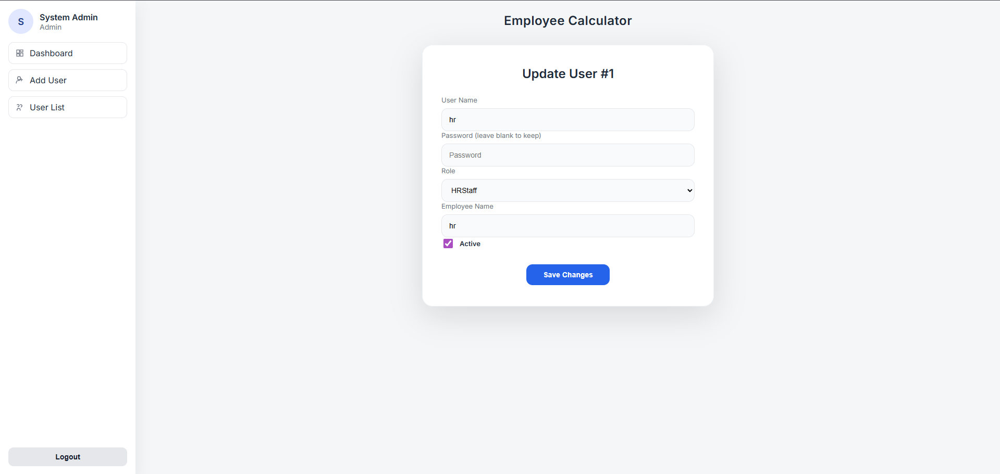 S
System Admin
Admin
Dashboard
Add User
User List
Logout
Employee Calculator
Update User #1
User Name
hr
Password (leave blank to keep)
Password
Role
HRStaff
Employee Name
hr
Active
Save Changes